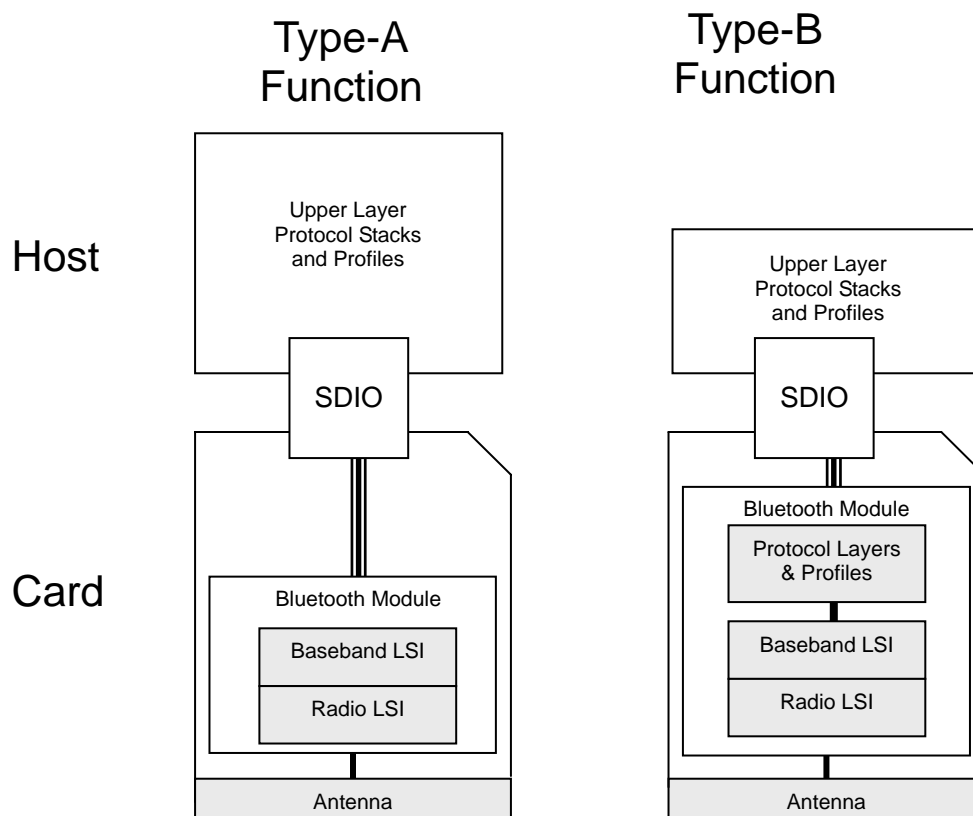 Type-A
Function
Type-B
Function
Host
Upper Layer
Protocol Stacks
and Profiles
Upper Layer
Protocol Stacks
and Profiles
SDIO
SDIO
Card
Bluetooth Module
Baseband LSI
Radio LSI
Antenna
Bluetooth Module
Protocol Layers
& Profiles
Baseband LSI
Radio LSI
Antenna